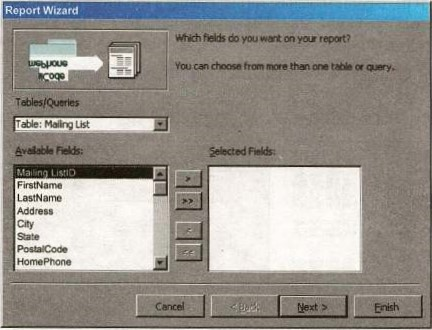 Report Wizard
Which fields do you want on your report?
You can choose from more than one table or query.
Tables/Queries
Table: Mailing List
Available Fields:
Selected Fields:
Mailing ListID
FirstName
LastName
Address
City
State
PostalCode
HomePhone
>
>>
<
<<
Cancel
< Back
Next >
Finish